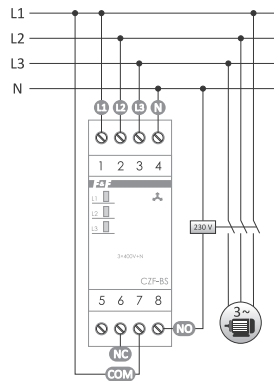 L1
L2
L3
N
L1 L2 L3 N
1 2 3 4
F&F
L1
L2
L3
230 V
3×400V+N
CZF-BS
5 6 7 8
3~
NO
NC
COM